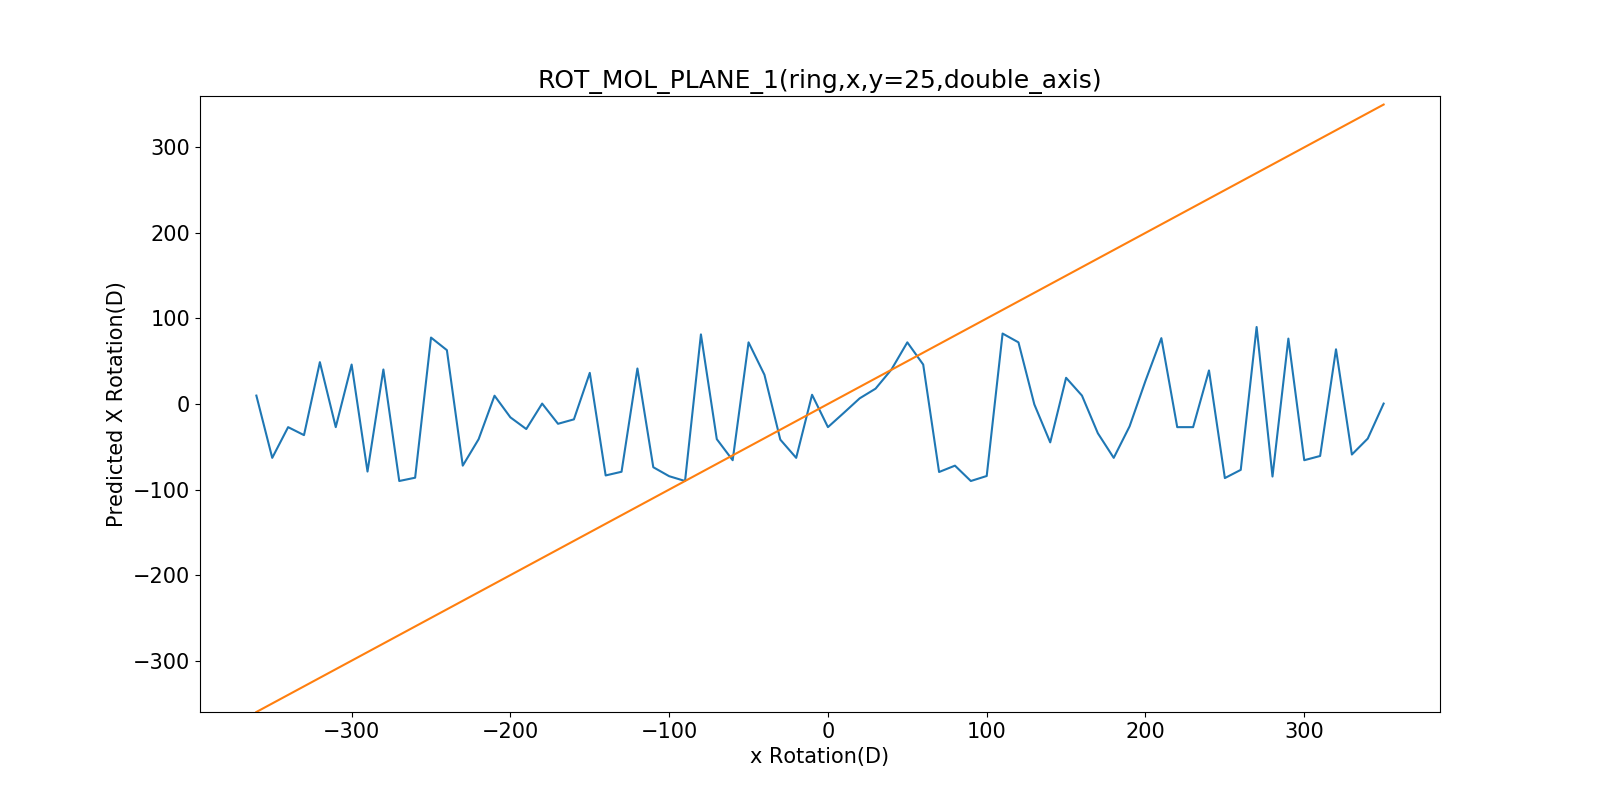 ROT_MOL_PLANE_1(ring,x,y=25,double_axis)
300
200
100
0
−100
−200
−300
Predicted X Rotation(D)
−300 −200 −100 0 100 200 300
x Rotation(D)